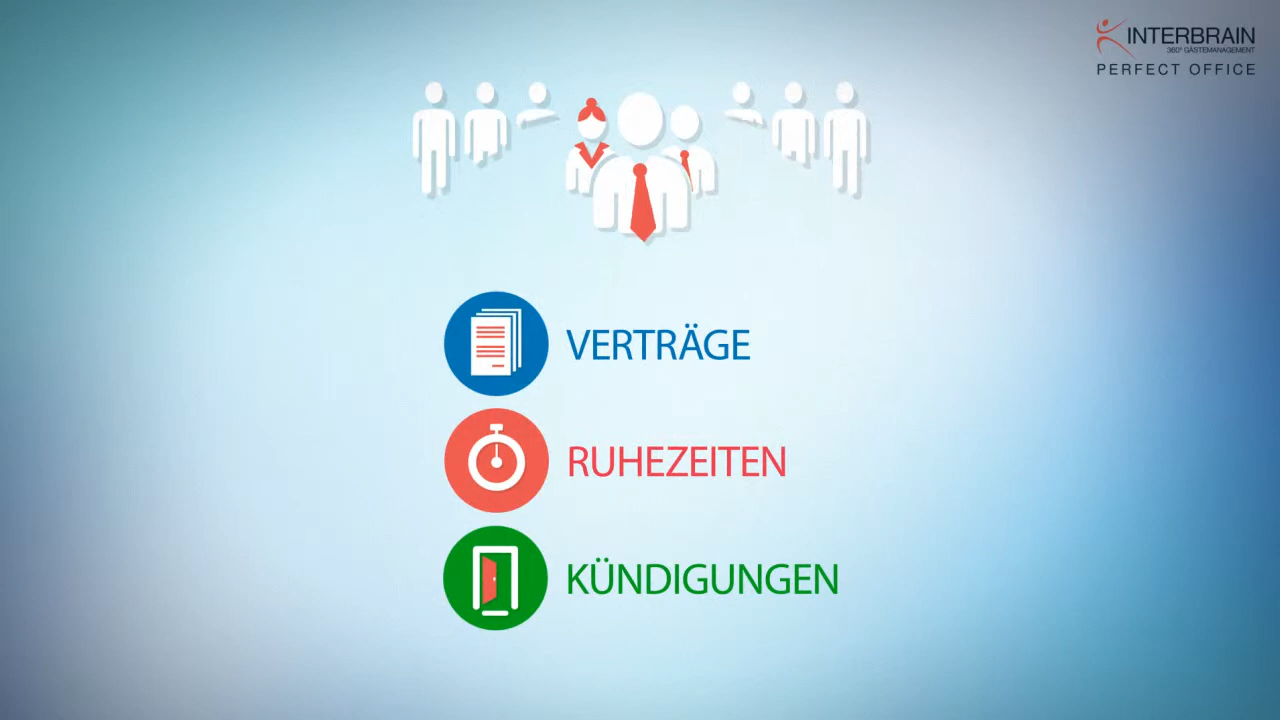 INTERBRAIN
360° GÄSTEMANAGEMENT
PERFECT OFFICE
VERTRÄGE
RUHEZEITEN
KÜNDIGUNGEN